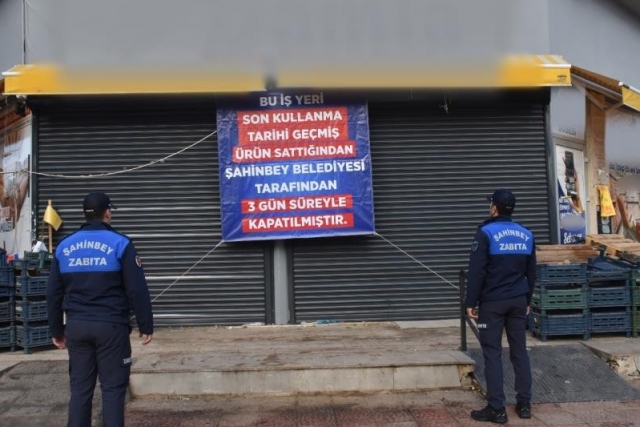 BU İŞ YERİ
SON KULLANMA
TARİHİ GEÇMİŞ
ÜRÜN SATTIĞINDAN
ŞAHİNBEY BELEDİYESİ
TARAFINDAN
3 GÜN SÜREYLE
KAPATILMIŞTIR.
ŞAHİNBEY
ZABITA
ŞAHİNBEY
ZABITA